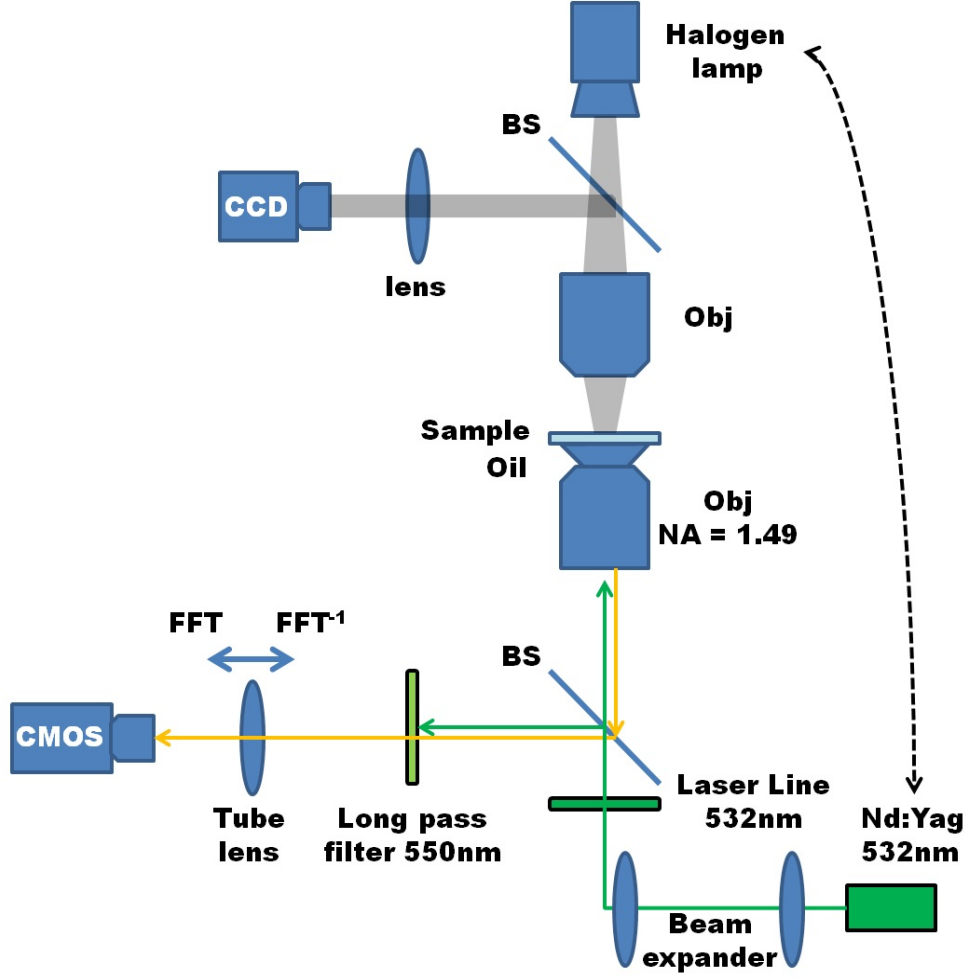 Halogen
lamp
BS
CCD
lens
Obj
Sample
Oil
Obj
NA = 1.49
FFT
FFT-1
BS
CMOS
Tube
lens
Long pass
filter 550nm
Laser Line
532nm
Nd:Yag
532nm
Beam
expander